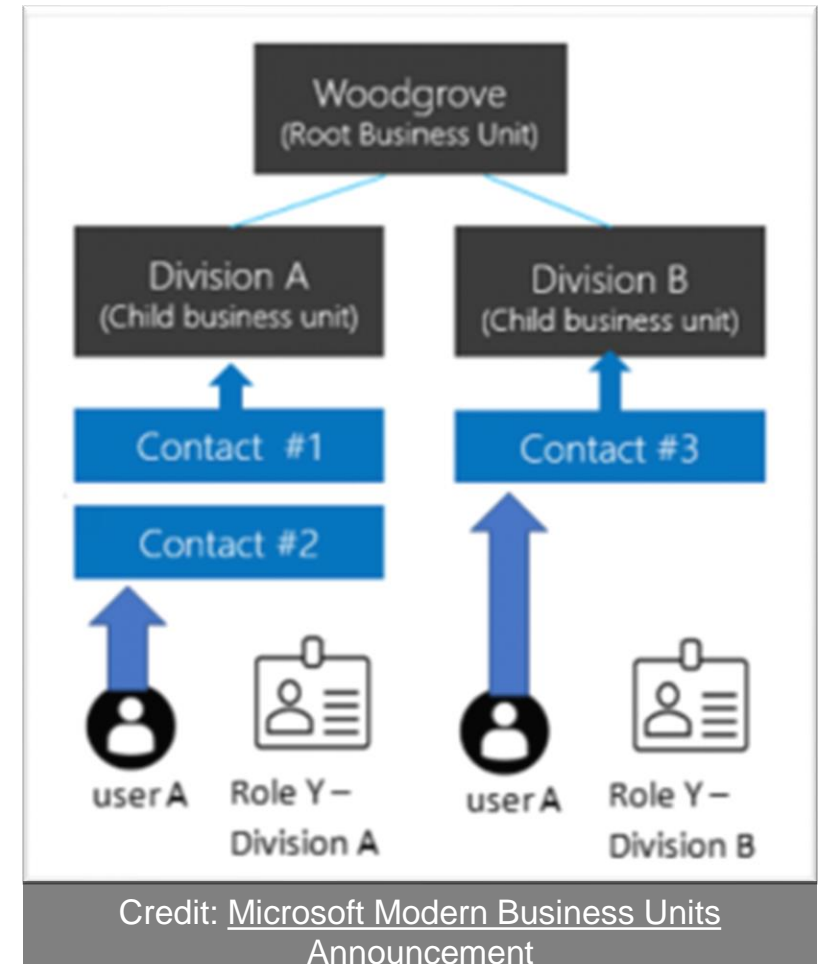 Woodgrove
(Root Business Unit)
Division A
(Child business unit)
Division B
(Child business unit)
Contact #1
Contact #3
Contact #2
user A
Role Y –
Division A
user A
Role Y –
Division B
Credit: Microsoft Modern Business Units
Announcement